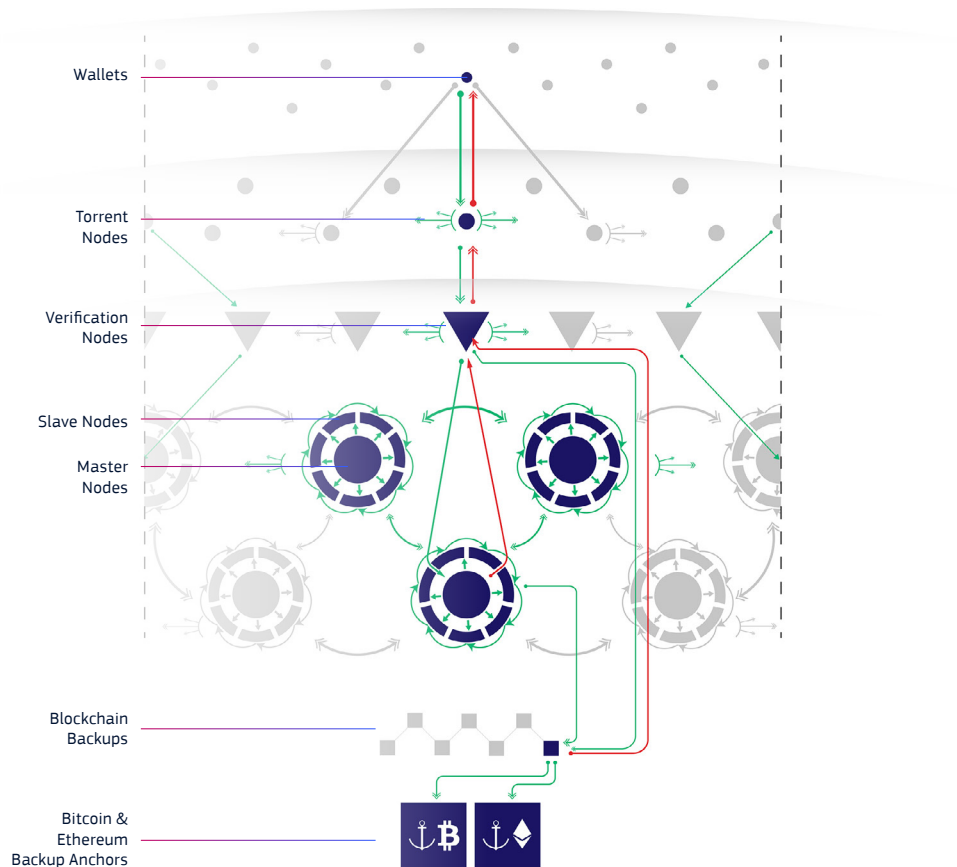 Wallets
Torrent
Nodes
Verification
Nodes
Slave Nodes
Master
Nodes
Blockchain
Backups
Bitcoin &
Ethereum
Backup Anchors